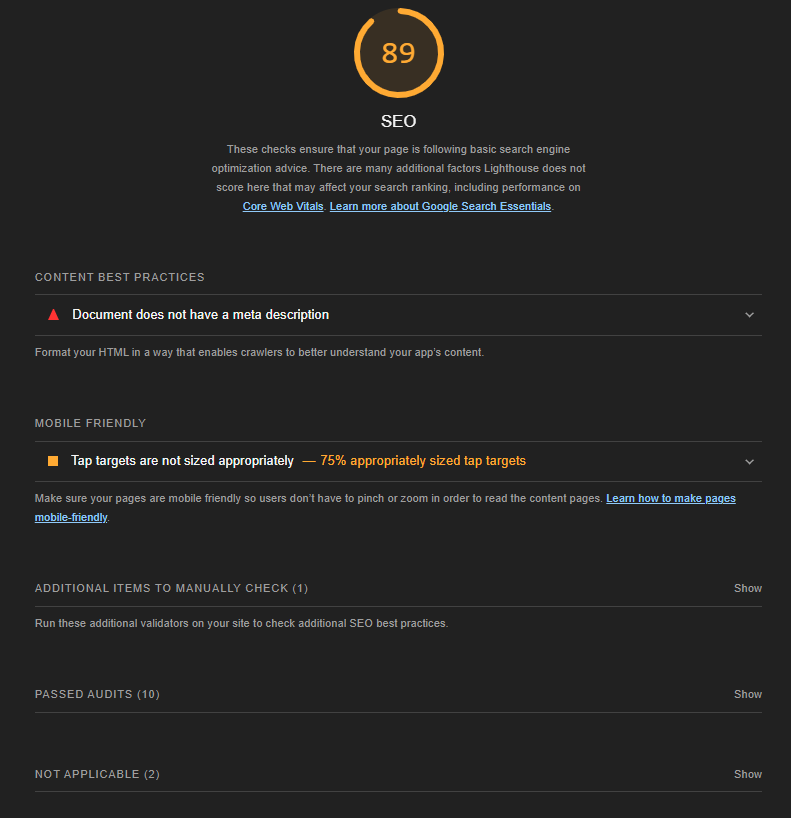 89
SEO
These checks ensure that your page is following basic search engine
optimization advice. There are many additional factors Lighthouse does not
score here that may affect your search ranking, including performance on
Core Web Vitals. Learn more about Google Search Essentials.
CONTENT BEST PRACTICES
Document does not have a meta description
Format your HTML in a way that enables crawlers to better understand your app's content.
MOBILE FRIENDLY
Tap targets are not sized appropriately — 75% appropriately sized tap targets
Make sure your pages are mobile friendly so users don't have to pinch or zoom in order to read the content pages. Learn how to make pages
mobile-friendly.
ADDITIONAL ITEMS TO MANUALLY CHECK (1) Show
Run these additional validators on your site to check additional SEO best practices.
PASSED AUDITS (10) Show
NOT APPLICABLE (2) Show